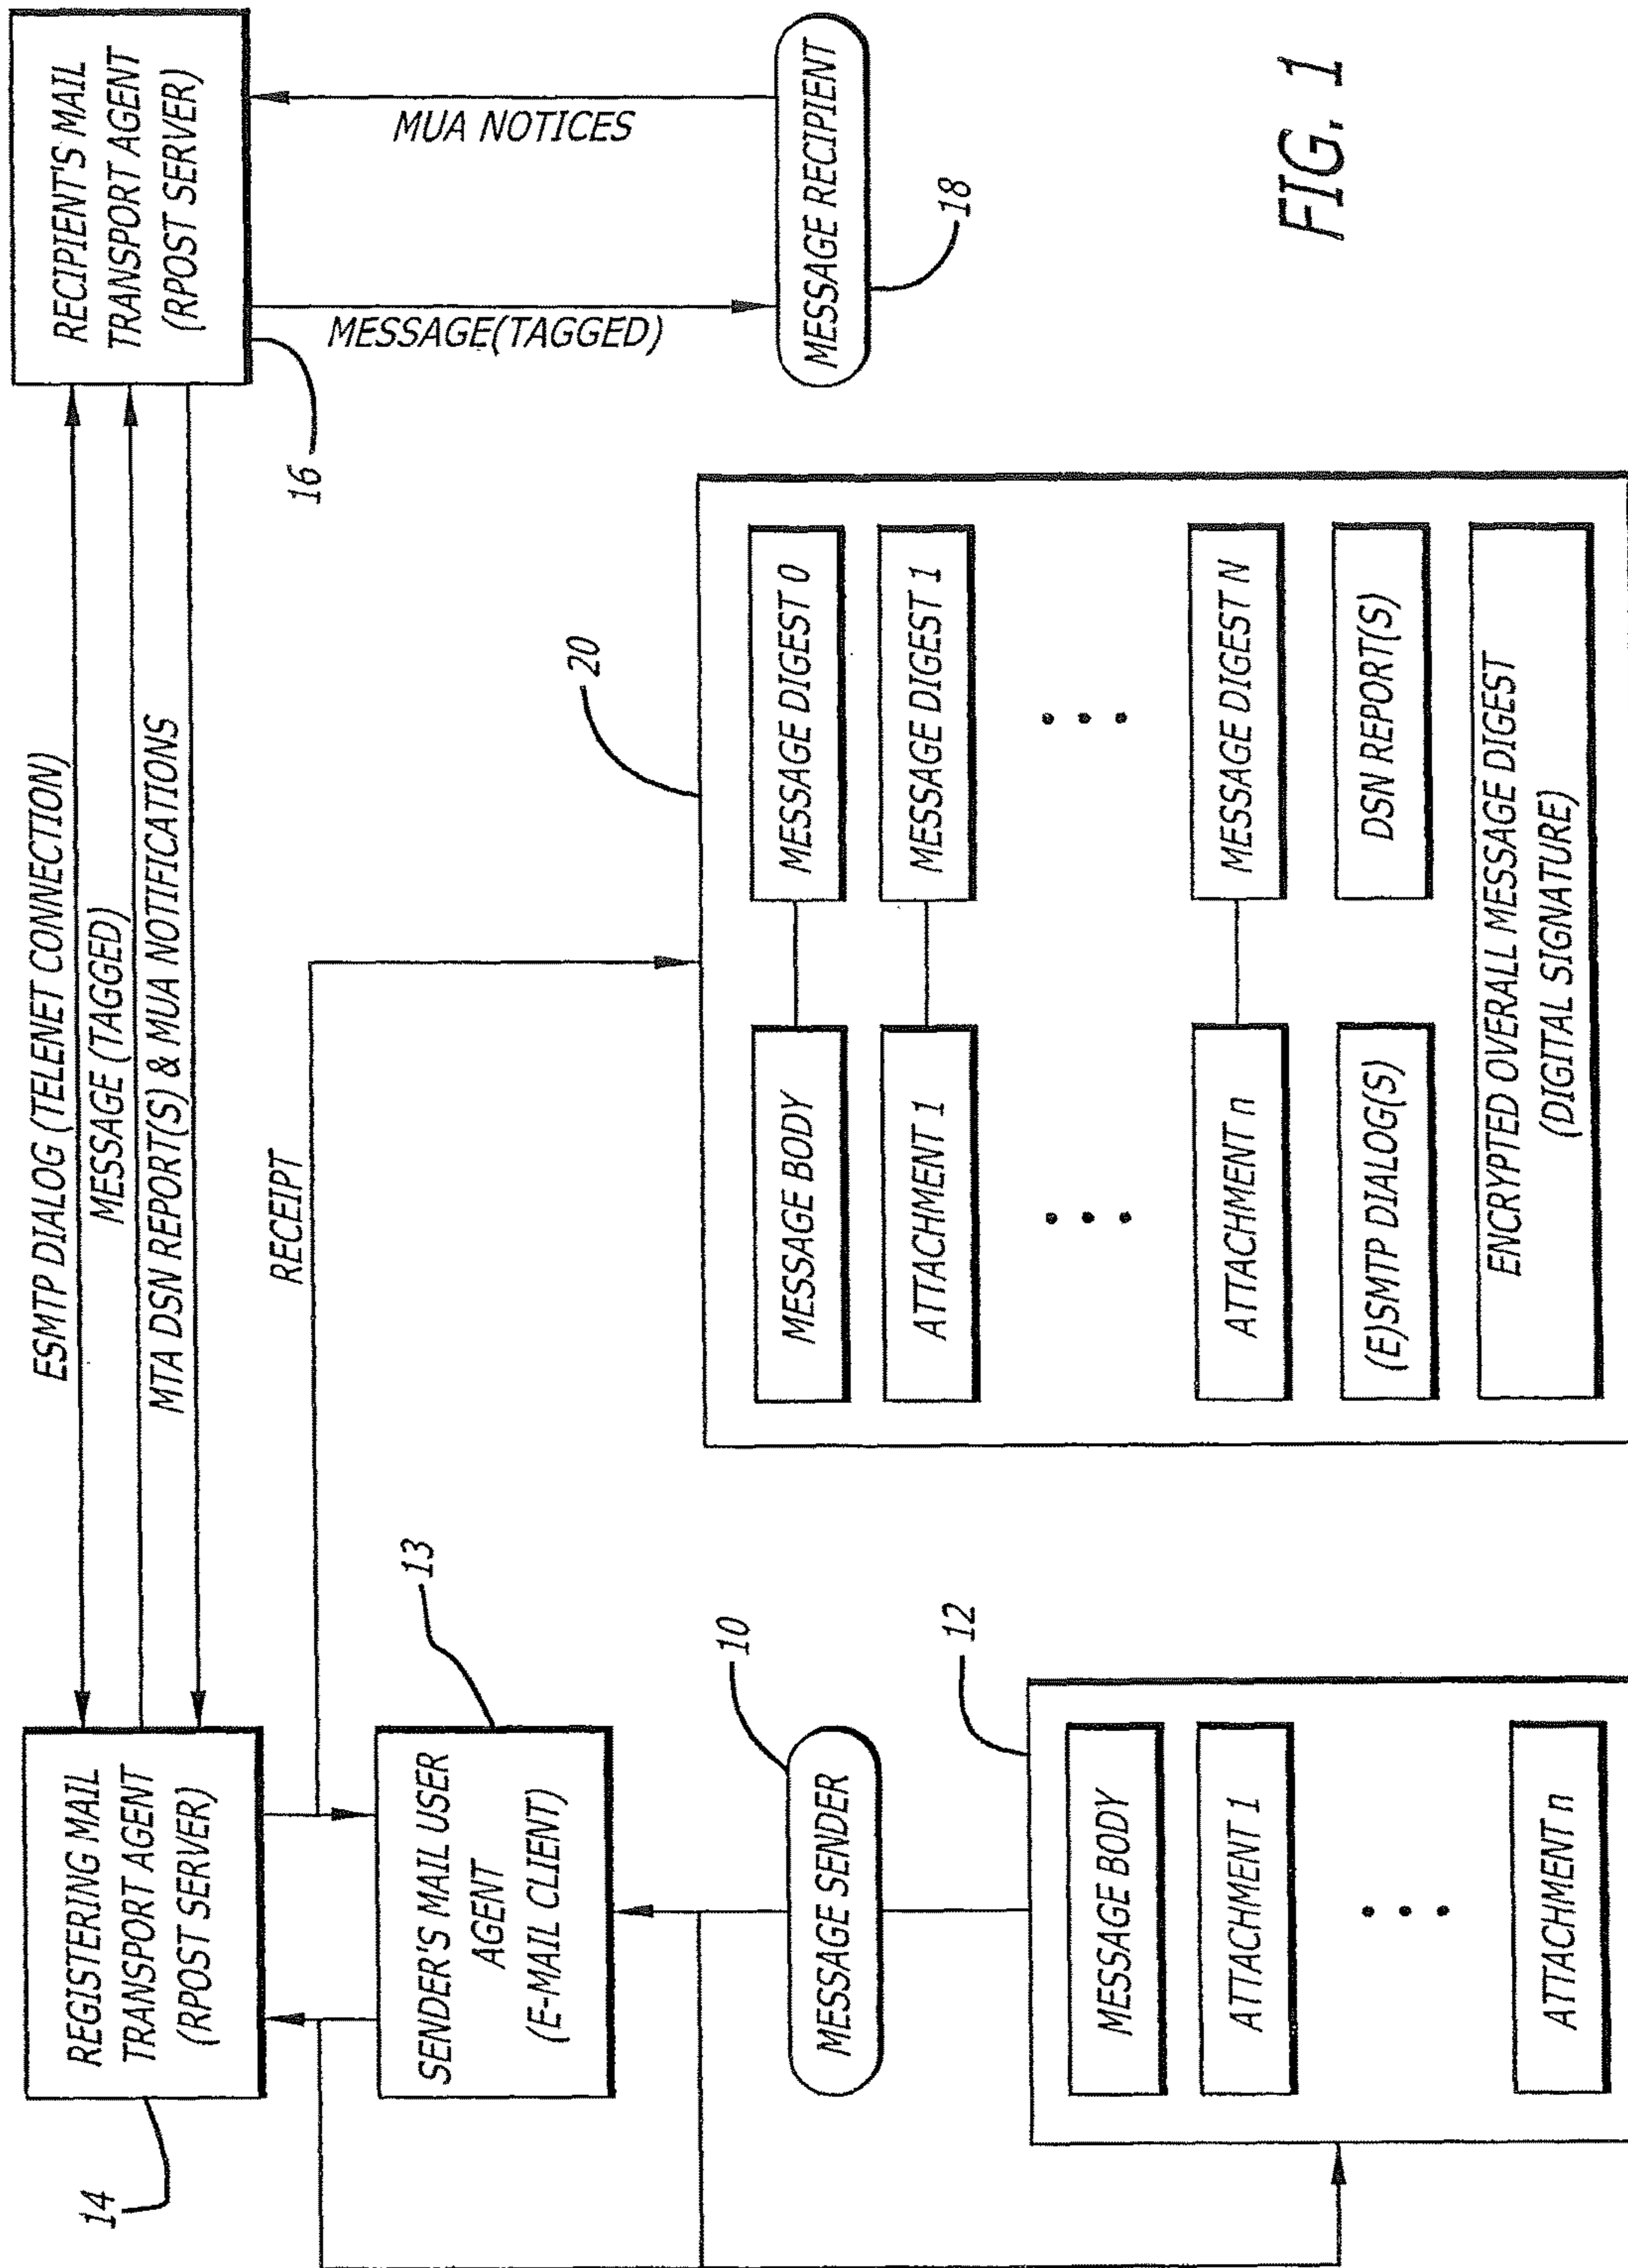 REGISTERING MAIL
TRANSPORT AGENT
(RPOST SERVER)
14
ESMTP DIALOG (TELENET CONNECTION)
MESSAGE (TAGGED)
MTA DSN REPORT(S) & MUA NOTIFICATIONS
RECIPIENT'S MAIL
TRANSPORT AGENT
(RPOST SERVER)
16
RECEIPT
SENDER'S MAIL USER
AGENT
(E-MAIL CLIENT)
13
MESSAGE(TAGGED)
MUA NOTICES
MESSAGE SENDER
10
MESSAGE RECIPIENT
18
12
MESSAGE BODY
ATTACHMENT 1
• • •
ATTACHMENT n
20
MESSAGE BODY
MESSAGE DIGEST 0
ATTACHMENT 1
MESSAGE DIGEST 1
• • •
• • •
ATTACHMENT n
MESSAGE DIGEST N
(E)SMTP DIALOG(S)
DSN REPORT(S)
ENCRYPTED OVERALL MESSAGE DIGEST
(DIGITAL SIGNATURE)
FIG. 1